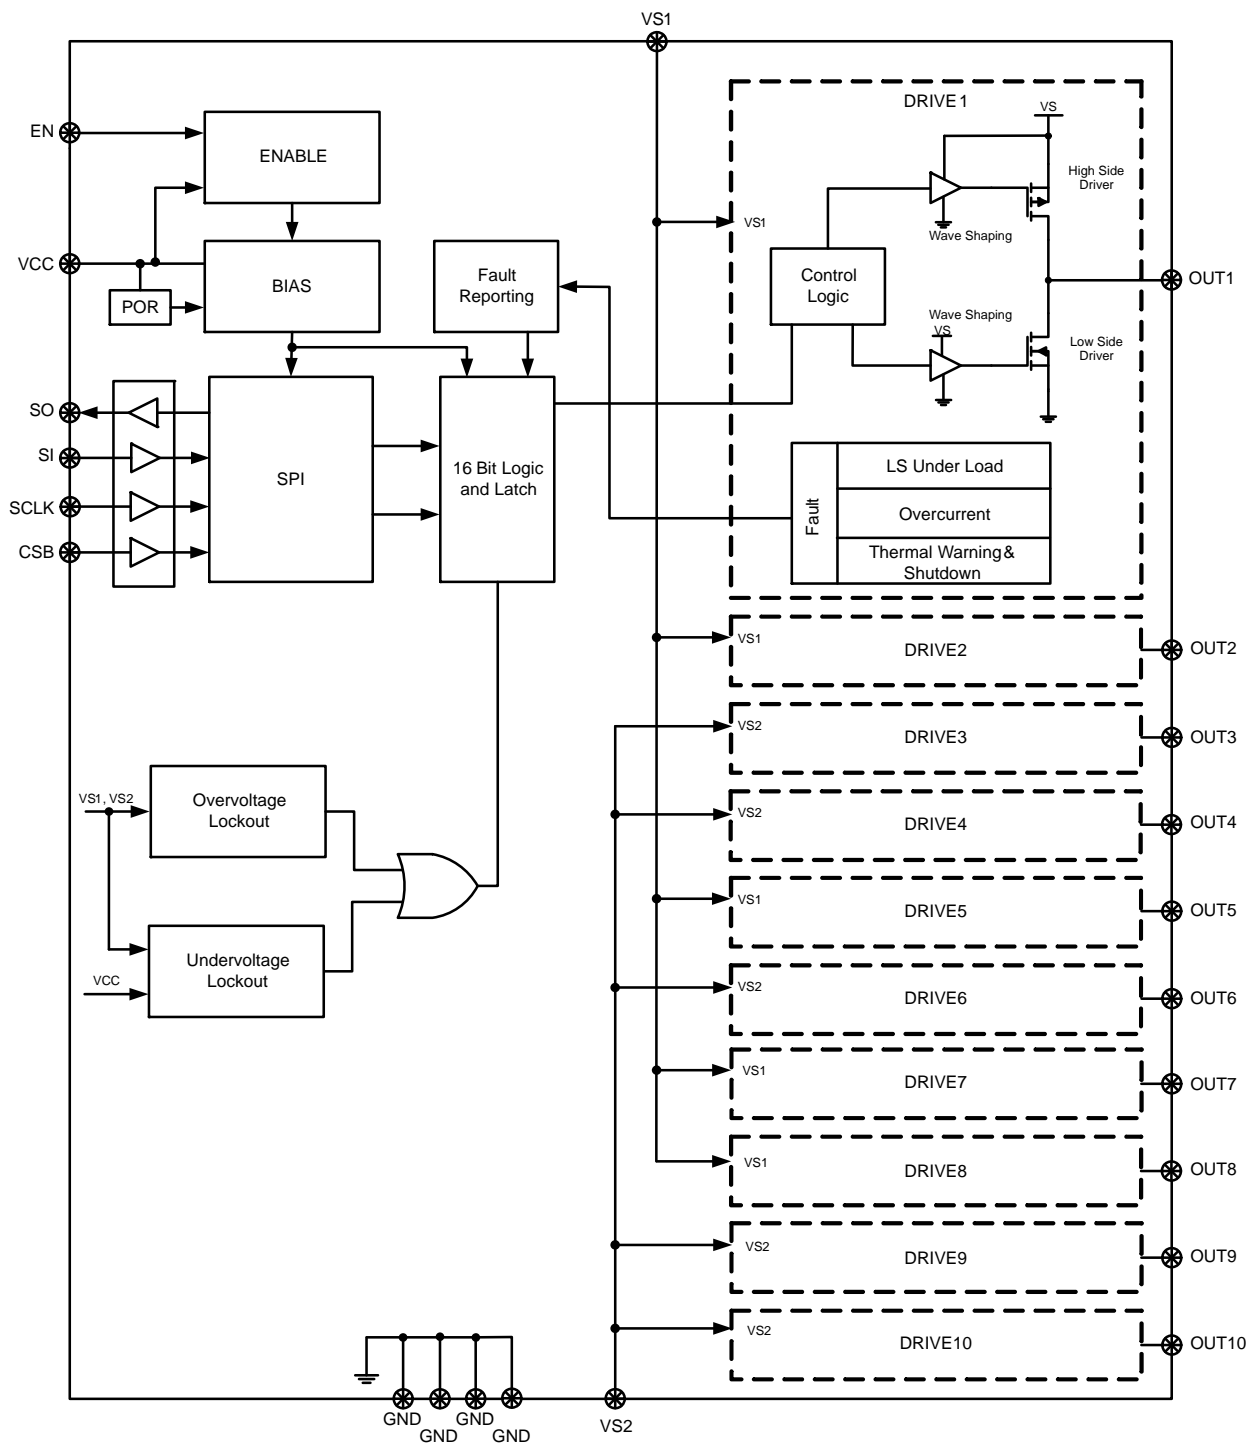 VS1
DRIVE1
VS
EN
ENABLE
High Side
Driver
VS1
Wave Shaping
VCC
BIAS
Fault
Reporting
Control
Logic
OUT1
POR
Wave Shaping
VS
Low Side
Driver
SO
SI
SPI
16 Bit Logic
and Latch
SCLK
CSB
Fault
LS Under Load
Overcurrent
Thermal Warning &
Shutdown
VS1
DRIVE2
OUT2
VS2
DRIVE3
OUT3
VS1, VS2
Overvoltage
Lockout
VS2
DRIVE4
OUT4
VS1
DRIVE5
OUT5
Undervoltage
Lockout
VCC
VS2
DRIVE6
OUT6
VS1
DRIVE7
OUT7
VS1
DRIVE8
OUT8
VS2
DRIVE9
OUT9
VS2
DRIVE10
OUT10
GND
GND
GND
GND
VS2